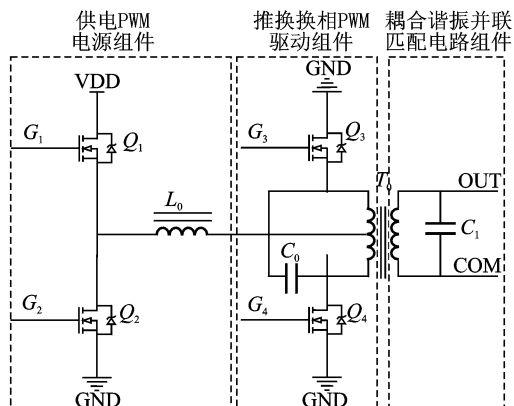 供电PWM
电源组件
推换换相PWM
驱动组件
耦合谐振并联
匹配电路组件
VDD
GND
G₁
Q₁
G₃
Q₃
L₀
T₀
OUT
C₀
C₁
COM
G₂
Q₂
G₄
Q₄
GND
GND